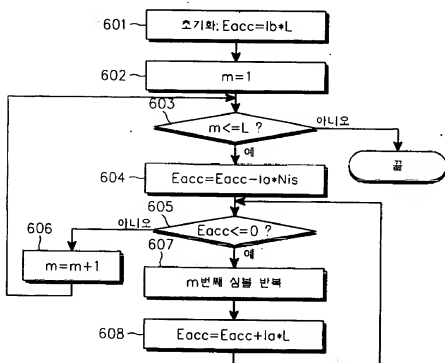 601
초기화:Eacc=Ib*L
602
m=1
603
m<=L ?
아니오
예
끝
604
Eacc=Eacc-Ia*Nis
605
아니오
Eacc<=0 ?
예
606
m=m+1
607
m번째 심볼 반복
608
Eacc=Eacc+Ia*L